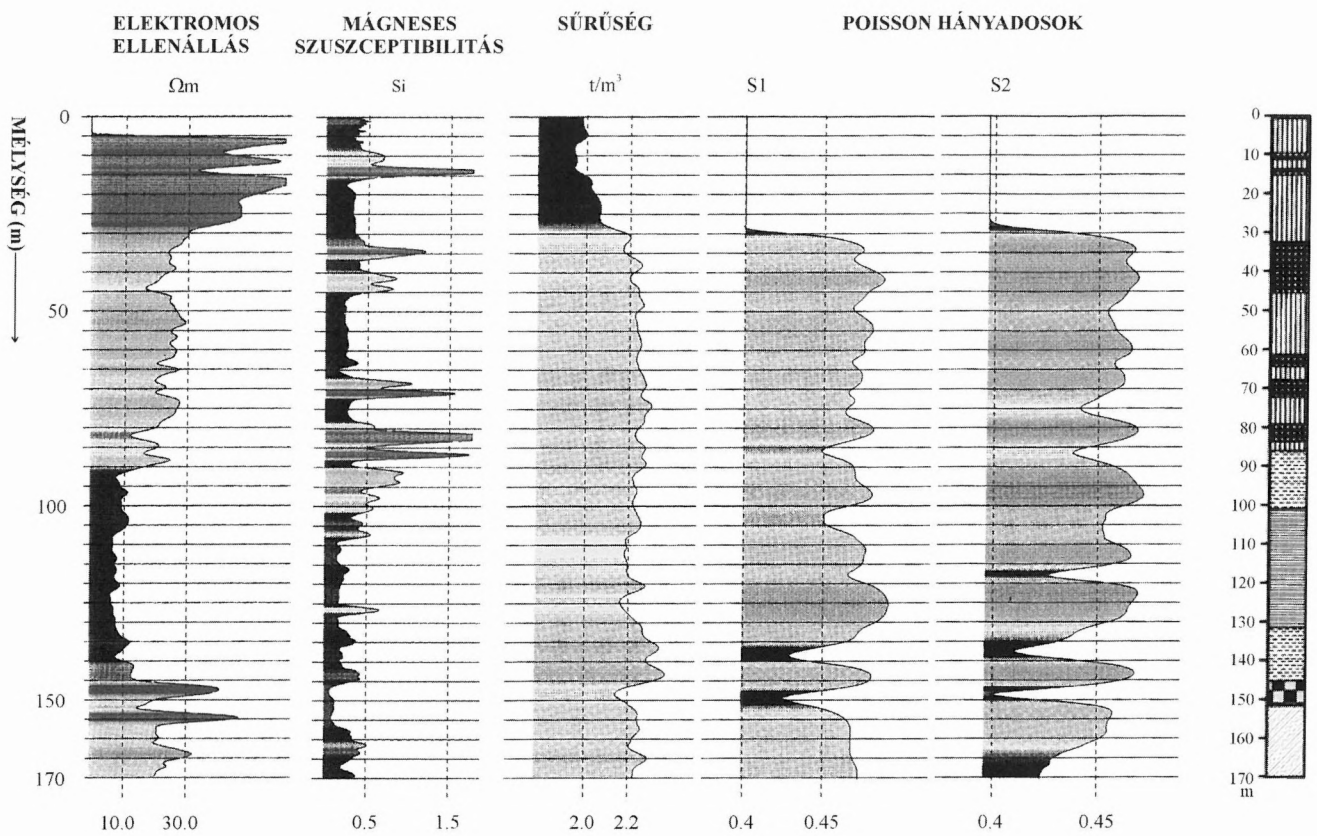 ELEKTROMOS
ELLENÁLLÁS
MÁGNESES
SZUSZCEPTIBILITÁS
SŰRŰSÉG
POISSON HÁNYADOSOK
Ωm
Si
t/m³
S1
S2
MÉLYSÉG (m)
0
50
100
150
170
0
10
20
30
40
50
60
70
80
90
100
110
120
130
140
150
160
170
m
10.0 30.0
0.5 1.5
2.0 2.2
0.4 0.45
0.4 0.45